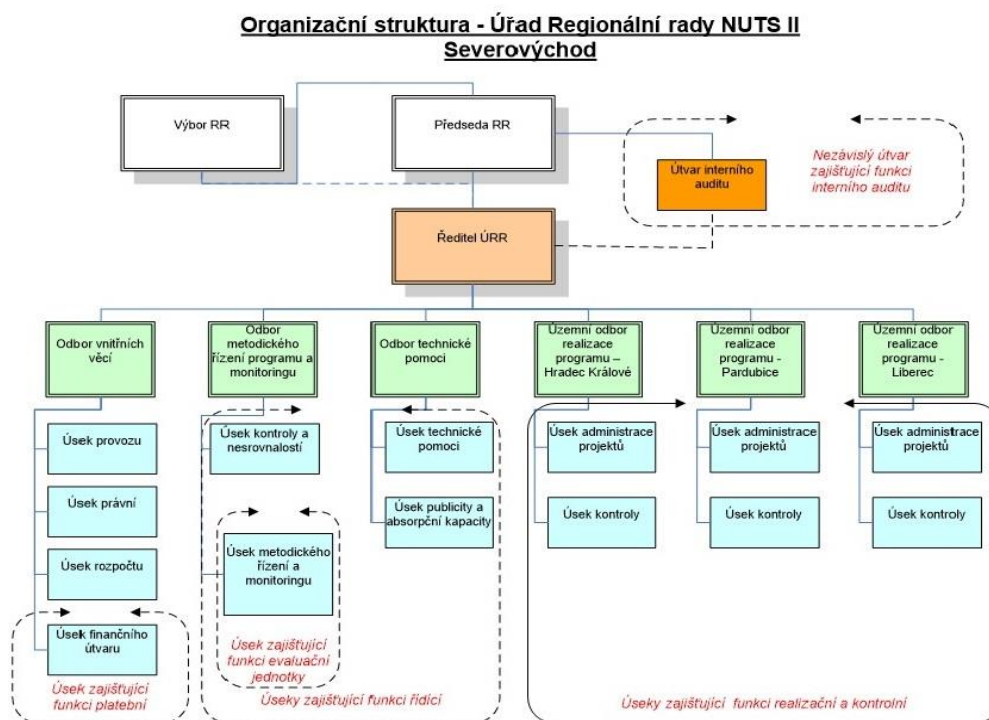 Organizační struktura - Úřad Regionální rady NUTS II
Severovýchod
Výbor RR
Předseda RR
Nezávislý útvar
zajišťující funkci
interního auditu
Útvar interního
auditu
Ředitel ÚRR
Odbor vnitřních
věcí
Odbor
metodického
řízení programu a
monitoringu
Odbor technické
pomoci
Územní odbor
realizace
programu –
Hradec Králové
Územní odbor
realizace
programu -
Pardubice
Územní odbor
realizace
programu -
Liberec
Úsek provozu
Úsek právní
Úsek rozpočtu
Úsek finančního
útvaru
Úsek zajišťující
funkci platební
Úsek kontroly a
nesrovnalostí
Úsek metodického
řízení a
monitoringu
Úsek zajišťující
funkci evaluační
jednotky
Úsek technické
pomoci
Úsek publicity a
absorpční kapacity
Úseky zajišťující funkci řídící
Úsek administrace
projektů
Úsek kontroly
Úsek administrace
projektů
Úsek kontroly
Úsek administrace
projektů
Úsek kontroly
Úseky zajišťující funkci realizační a kontrolní